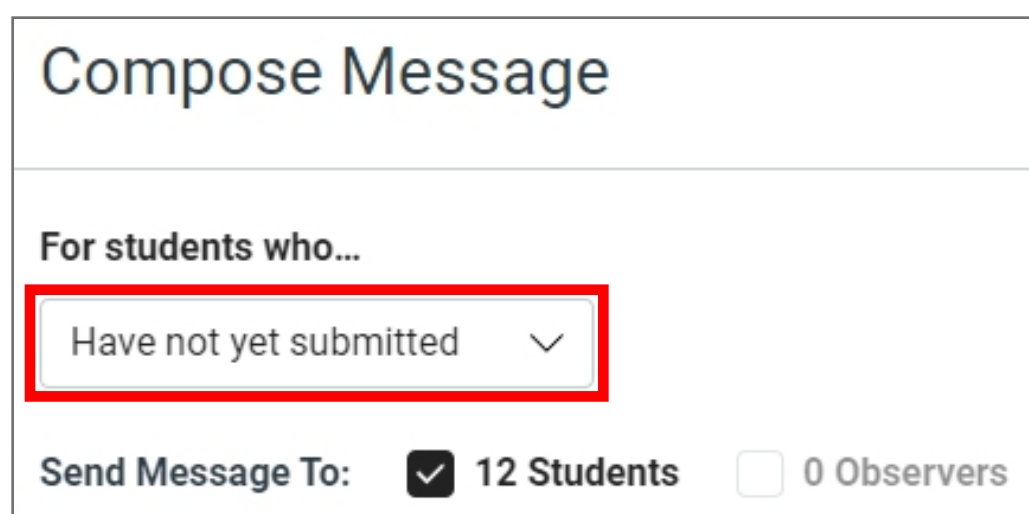 Compose Message
For students who...
Have not yet submitted
Send Message To: 12 Students 0 Observers